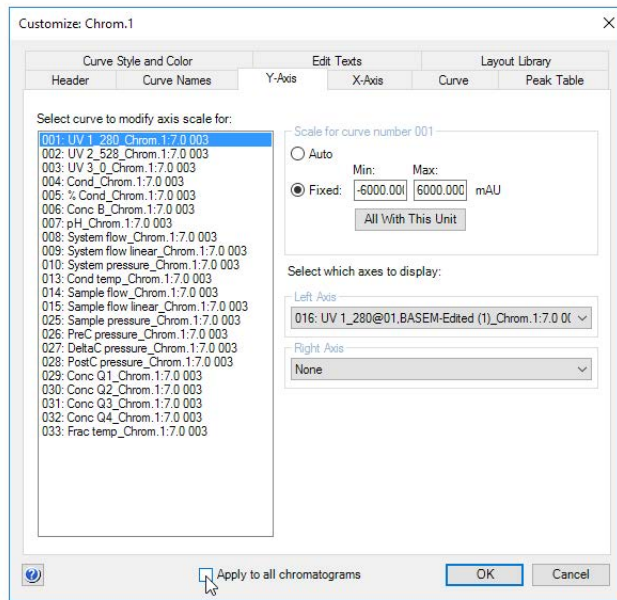 Customize: Chrom.1
Curve Style and Color
Edit Texts
Layout Library
Header
Curve Names
Y-Axis
X-Axis
Curve
Peak Table
Select curve to modify axis scale for:
001: UV 1_280_Chrom.1:7.0 003
002: UV 2_528_Chrom.1:7.0 003
003: UV 3_0_Chrom.1:7.0 003
004: Cond_Chrom.1:7.0 003
005: % Cond_Chrom.1:7.0 003
006: Conc B_Chrom.1:7.0 003
007: pH_Chrom.1:7.0 003
008: System flow_Chrom.1:7.0 003
009: System flow linear_Chrom.1:7.0 003
010: System pressure_Chrom.1:7.0 003
013: Cond temp_Chrom.1:7.0 003
014: Sample flow_Chrom.1:7.0 003
015: Sample flow linear_Chrom.1:7.0 003
025: Sample pressure_Chrom.1:7.0 003
026: PreC pressure_Chrom.1:7.0 003
027: DeltaC pressure_Chrom.1:7.0 003
028: PostC pressure_Chrom.1:7.0 003
029: Conc Q1_Chrom.1:7.0 003
030: Conc Q2_Chrom.1:7.0 003
031: Conc Q3_Chrom.1:7.0 003
032: Conc Q4_Chrom.1:7.0 003
033: Frac temp_Chrom.1:7.0 003
Scale for curve number 001
Auto
Min: Max:
Fixed: -6000.000 6000.000 mAU
All With This Unit
Select which axes to display:
Left Axis
016: UV 1_280@01,BASEM-Edited (1)_Chrom.1:7.0 0(
Right Axis
None
Apply to all chromatograms
OK
Cancel